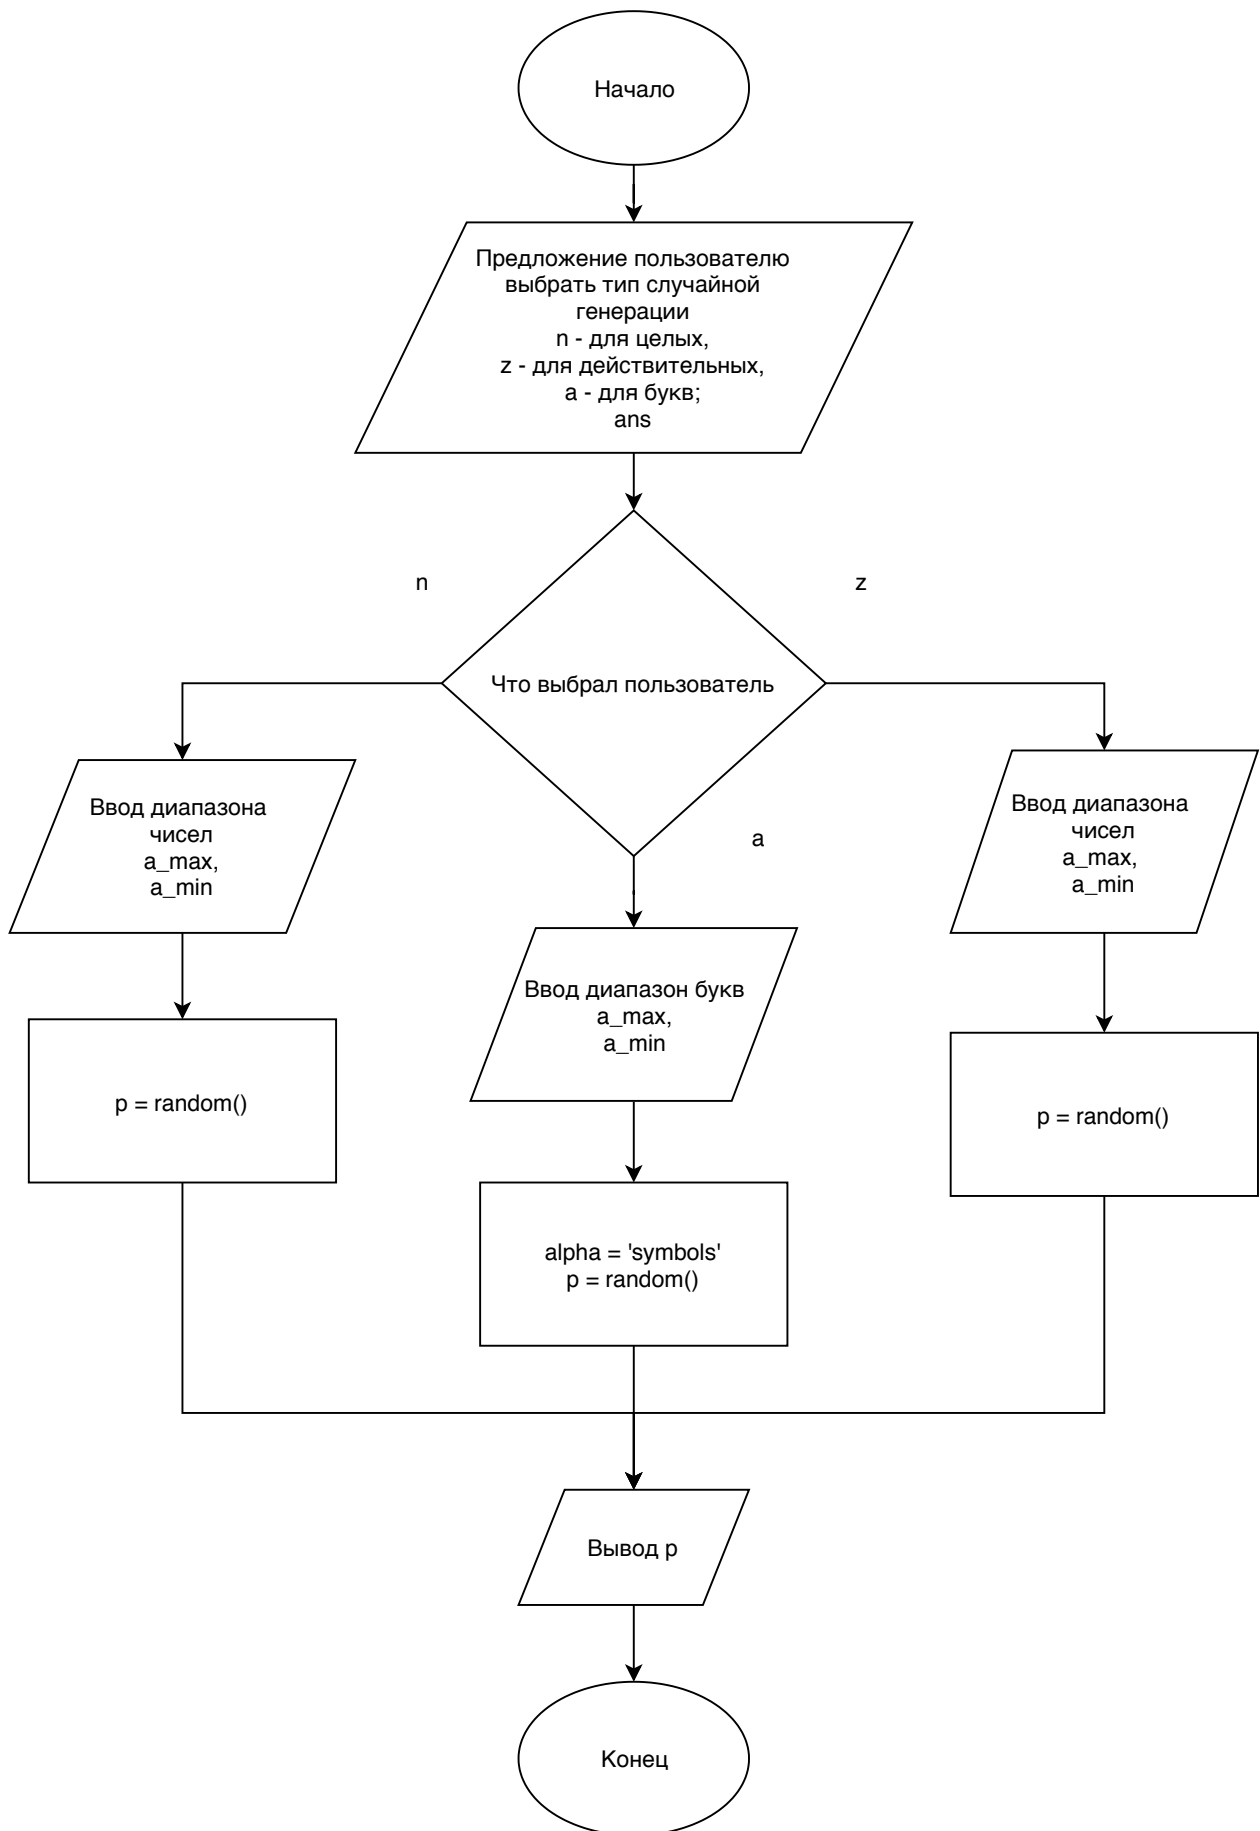 Начало
Предложение пользователю
выбрать тип случайной
генерации
n - для целых,
z - для действительных,
a - для букв;
ans
n
z
Что выбрал пользователь
a
Ввод диапазона
чисел
a_max,
a_min
Ввод диапазон букв
a_max,
a_min
Ввод диапазона
чисел
a_max,
a_min
p = random()
alpha = 'symbols'
p = random()
p = random()
Вывод p
Конец